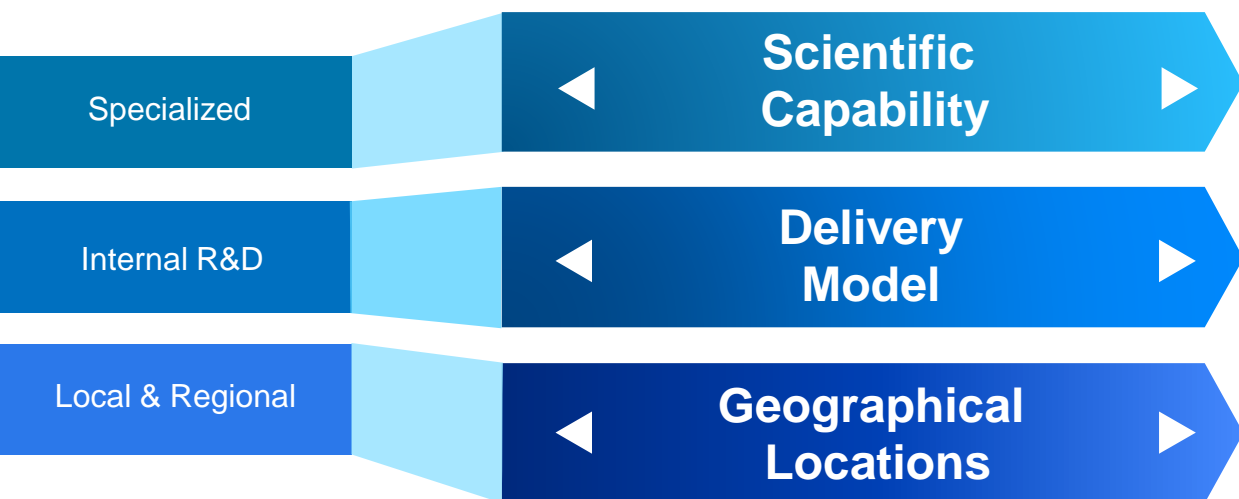 Specialized
Scientific
Capability
Internal R&D
Delivery
Model
Local & Regional
Geographical
Locations